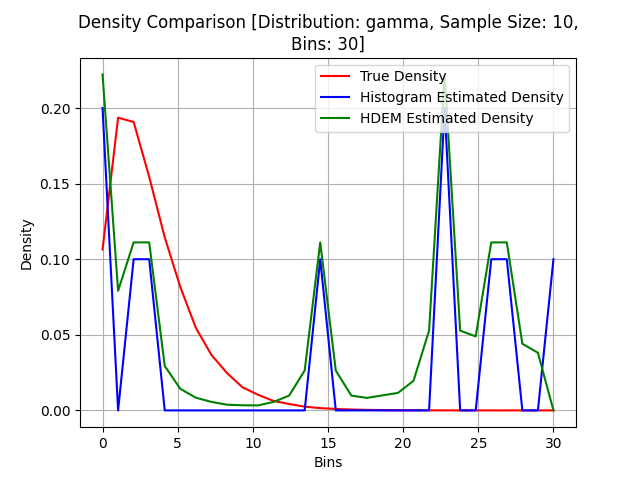 Density Comparison [Distribution: gamma, Sample Size: 10,
Bins: 30]
True Density
Histogram Estimated Density
HDEM Estimated Density
0.20
0.15
0.10
0.05
0.00
Density
0 5 10 15 20 25 30
Bins